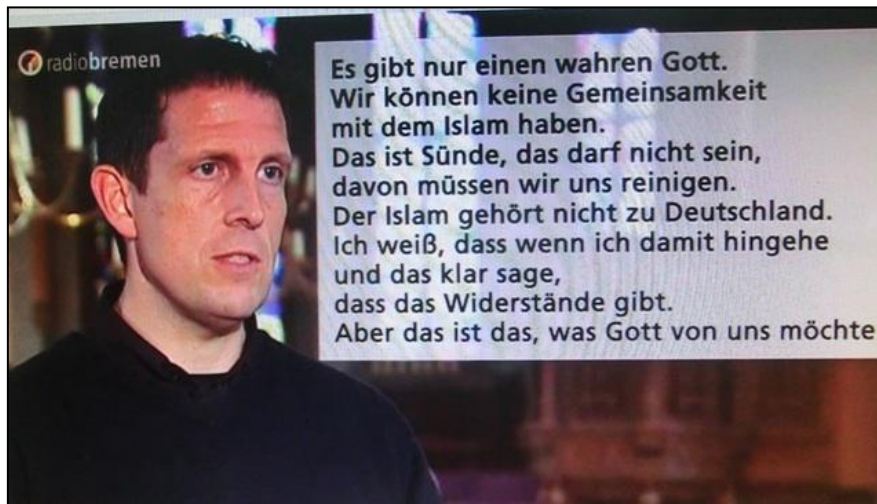 radiobremen
Es gibt nur einen wahren Gott.
Wir können keine Gemeinsamkeit
mit dem Islam haben.
Das ist Sünde, das darf nicht sein,
davon müssen wir uns reinigen.
Der Islam gehört nicht zu Deutschland.
Ich weiß, dass wenn ich damit hingehe
und das klar sage,
dass das Widerstände gibt.
Aber das ist das, was Gott von uns möchte